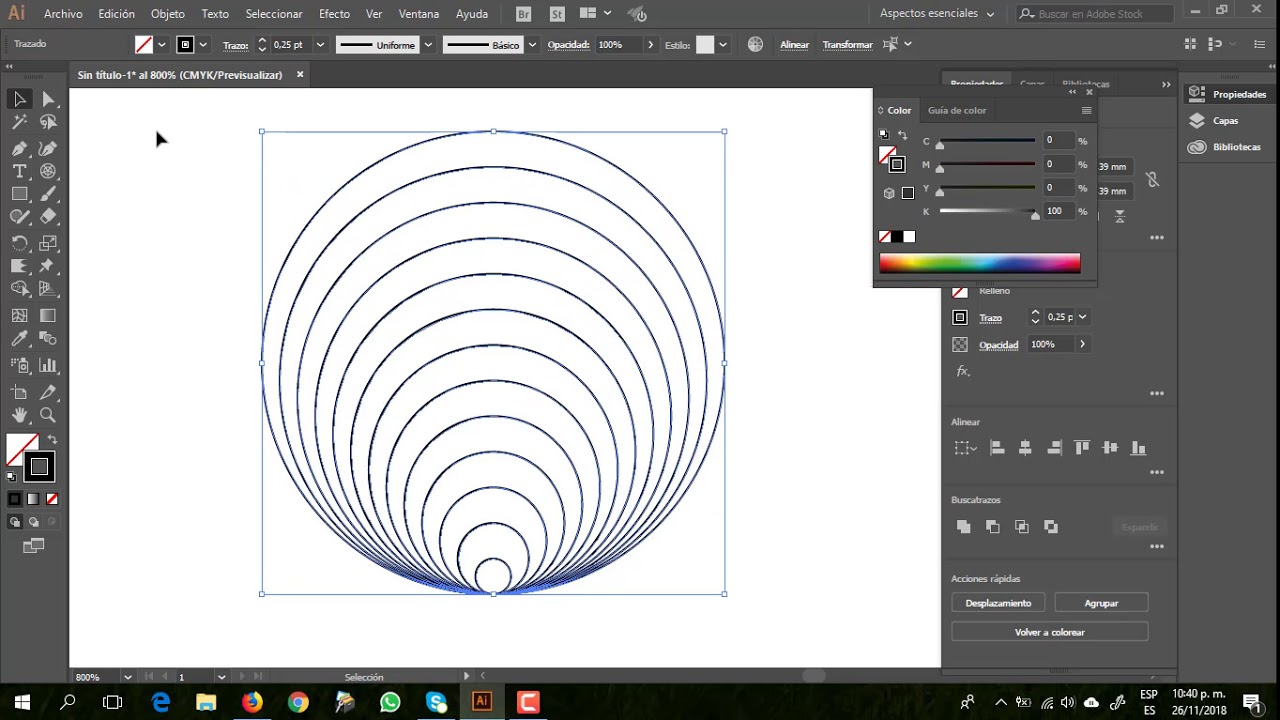 Ai Archivo Edición Objeto Texto Seleccionar Efecto Ver Ventana Ayuda Br St Aspectos esenciales Buscar en Adobe Stock
Trazado Trazo: 0,25 pt Uniforme Básico Opacidad: 100% Estilo: Alinear Transformar
Sin título-1* al 800% (CMYK/Previsualizar)
Propiedades Capas Bibliotecas
Color Guía de color
C 0 %
M 0 %
Y 0 %
K 100 %
39 mm
39 mm
Relleno
Trazo 0,25 p
Opacidad 100%
fx.
Alinear
Buscatrazos
Expandir
Acciones rápidas
Desplazamiento Agrupar
Volver a colorear
Propiedades
Capas
Bibliotecas
800% 1 Selección
Ai C ESP 10:40 p. m.
ES 26/11/2018 1